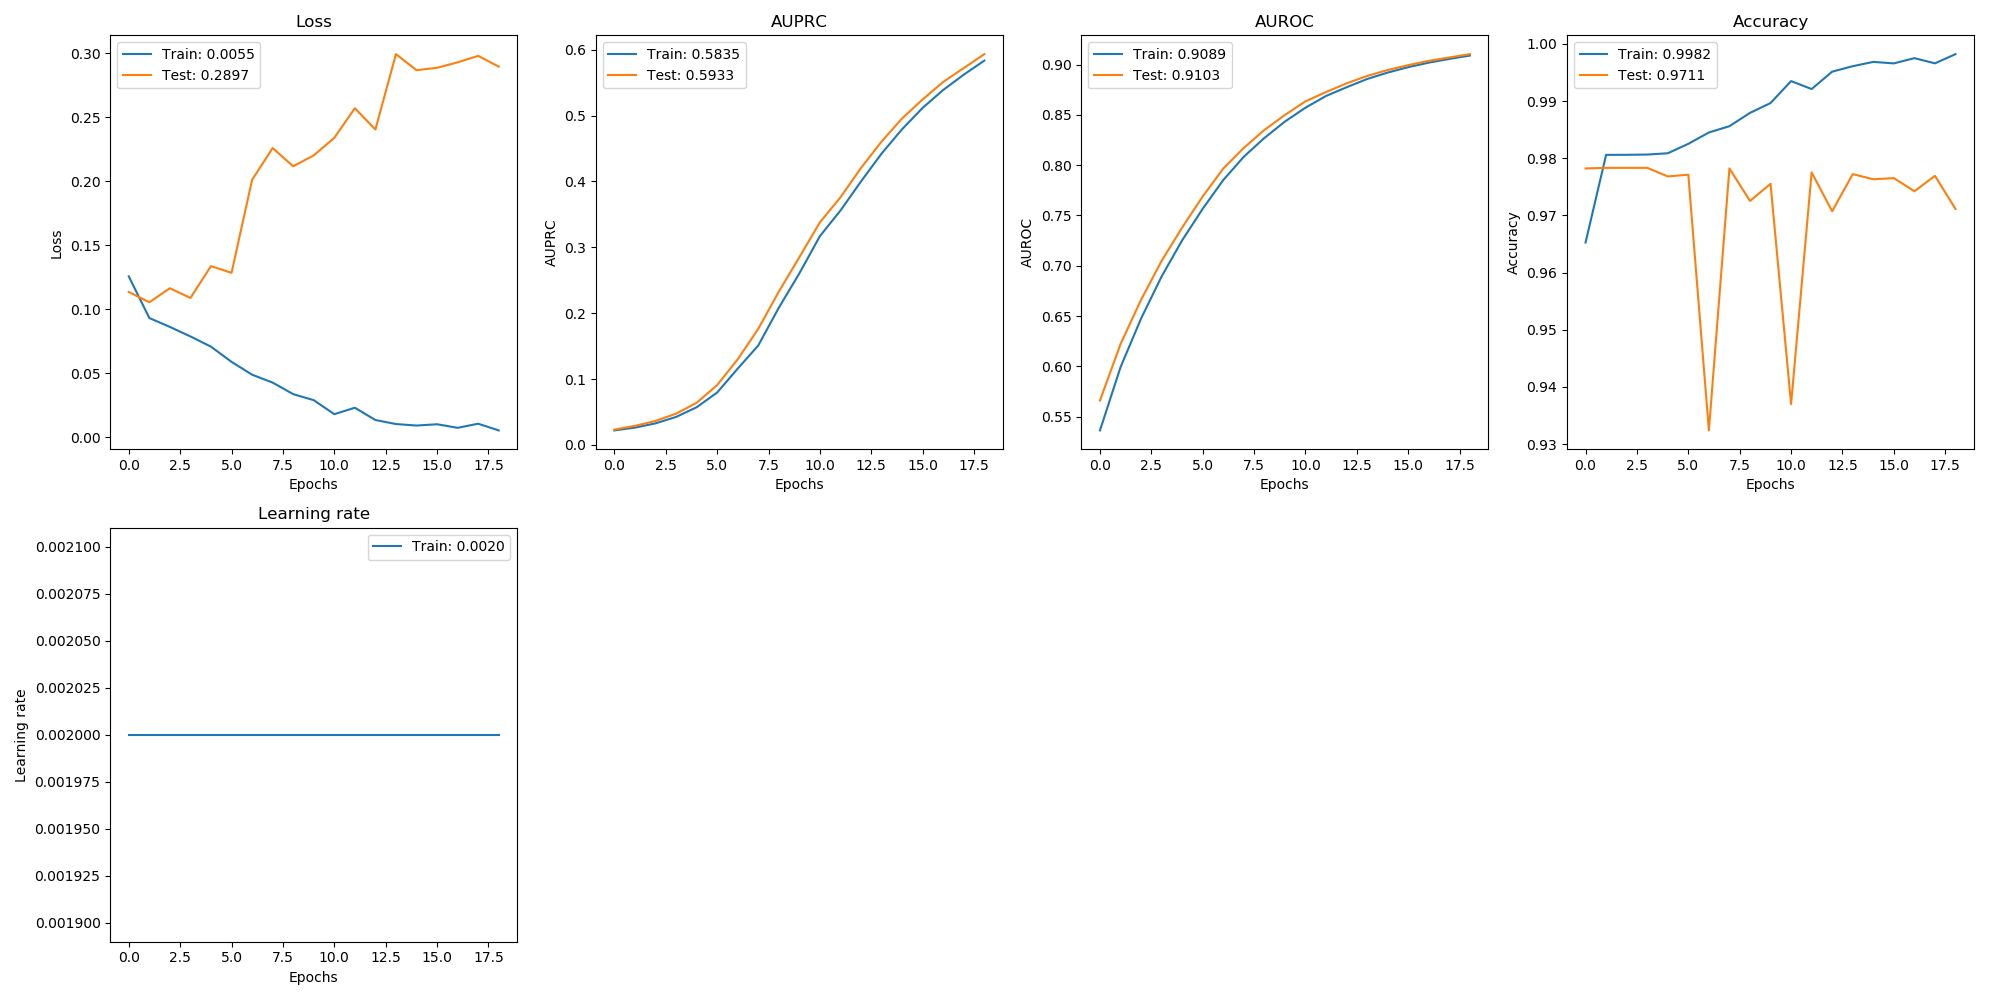 Loss
Train: 0.0055
Test: 0.2897
0.30
0.25
0.20
0.15
0.10
0.05
0.00
Loss
0.0 2.5 5.0 7.5 10.0 12.5 15.0 17.5
Epochs
AUPRC
Train: 0.5835
Test: 0.5933
0.6
0.5
0.4
0.3
0.2
0.1
0.0
AUPRC
0.0 2.5 5.0 7.5 10.0 12.5 15.0 17.5
Epochs
AUROC
Train: 0.9089
Test: 0.9103
0.90
0.85
0.80
0.75
0.70
0.65
0.60
0.55
AUROC
0.0 2.5 5.0 7.5 10.0 12.5 15.0 17.5
Epochs
Accuracy
Train: 0.9982
Test: 0.9711
1.00
0.99
0.98
0.97
0.96
0.95
0.94
0.93
Accuracy
0.0 2.5 5.0 7.5 10.0 12.5 15.0 17.5
Epochs
Learning rate
Train: 0.0020
0.002100
0.002075
0.002050
0.002025
0.002000
0.001975
0.001950
0.001925
0.001900
Learning rate
0.0 2.5 5.0 7.5 10.0 12.5 15.0 17.5
Epochs